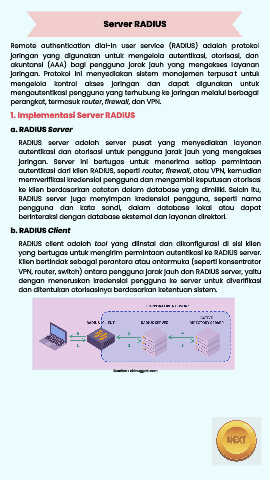 Server RADIUS
Remote authentication dial-in user service (RADIUS) adalah protokol
jaringan yang digunakan untuk mengelola autentikasi, otorisasi, dan
akuntansi (AAA) bagi pengguna jarak jauh yang mengakses layanan
jaringan. Protokol ini menyediakan sistem manajemen terpusat untuk
mengelola kontrol akses jaringan dan dapat digunakan untuk
mengautentikasi pengguna yang terhubung ke jaringan melalui berbagai
perangkat, termasuk router, firewall, dan VPN.
1. Implementasi Server RADIUS
a. RADIUS Server
RADIUS server adalah server pusat yang menyediakan layanan
autentikasi dan otorisasi untuk pengguna jarak jauh yang mengakses
jaringan. Server ini bertugas untuk menerima setiap permintaan
autentikasi dari klien RADIUS, seperti router, firewall, atau VPN, kemudian
memverifikasi kredensial pengguna dan mengambil keputusan otorisasi
ke klien berdasarkan catatan dalam database yang dimiliki. Selain itu,
RADIUS server juga menyimpan kredensial pengguna, seperti nama
pengguna dan kata sandi, dalam database lokal atau dapat
berinteraksi dengan database eksternal dan layanan direktori.
b. RADIUS Client
RADIUS client adalah tool yang diinstal dan dikonfigurasi di sisi klien
yang bertugas untuk mengirim permintaan autentikasi ke RADIUS server.
Klien bertindak sebagai perantara atau antarmuka (seperti konsentrator
VPN, router, switch) antara pengguna jarak jauh dan RADIUS server, yaitu
dengan meneruskan kredensial pengguna ke server untuk diverifikasi
dan ditentukan otorisasinya berdasarkan ketentuan sistem.
RADIUS SERVER
NEXT